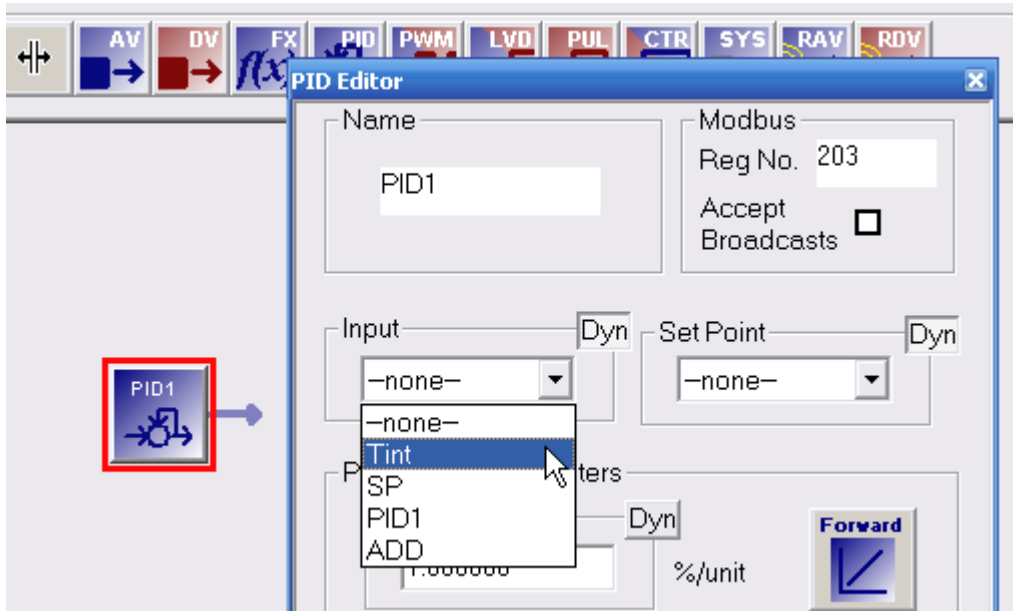 AV DV FX PID PWM LVD PUL CTR SYS RAV RDV
f(x)
PID Editor
Name
PID1
Modbus
Reg No. 203
Accept
Broadcasts
PID1
Input Dyn
–none–
–none–
Tint
SP
PID1
ADD
Set Point Dyn
–none–
Dyn
%/unit
Forward